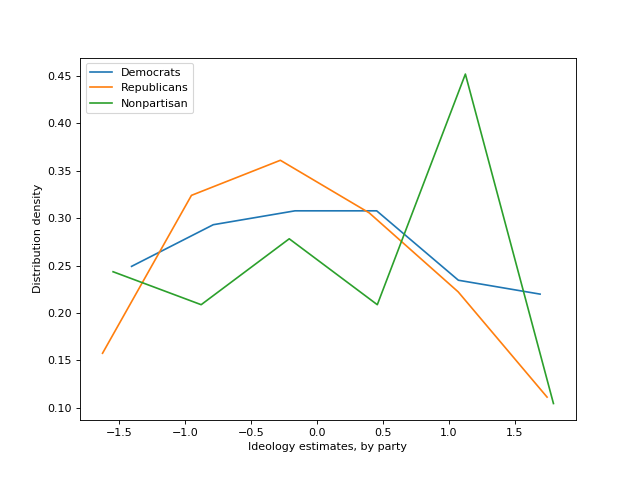 Democrats
Republicans
Nonpartisan
0.45
0.40
0.35
0.30
0.25
0.20
0.15
0.10
Distribution density
−1.5 −1.0 −0.5 0.0 0.5 1.0 1.5
Ideology estimates, by party